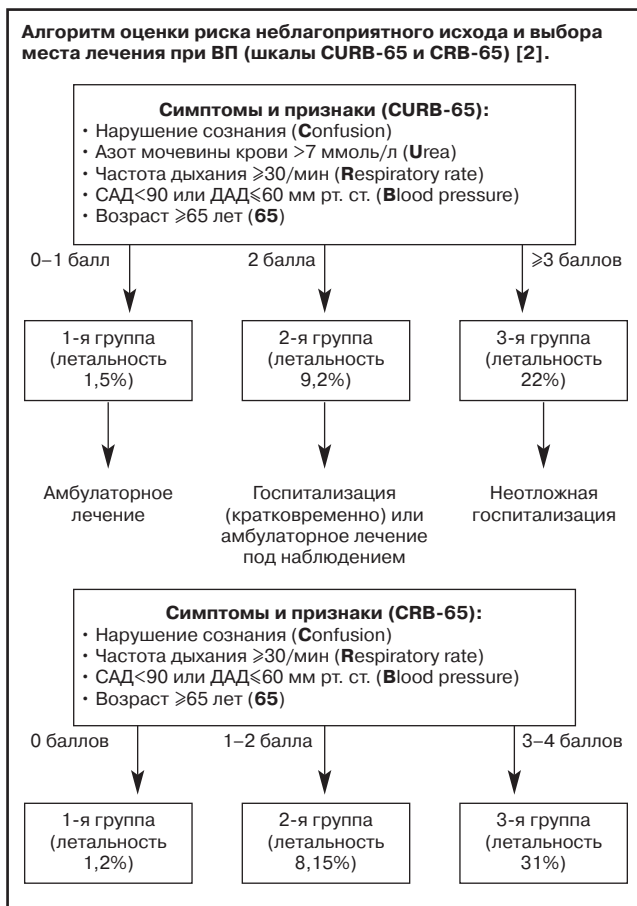 Алгоритм оценки риска неблагоприятного исхода и выбора
места лечения при ВП (шкалы CURB-65 и CRB-65) [2].
Симптомы и признаки (CURB-65):
• Нарушение сознания (Confusion)
• Азот мочевины крови >7 ммоль/л (Urea)
• Частота дыхания ⩾30/мин (Respiratory rate)
• САД<90 или ДАД⩽60 мм рт. ст. (Blood pressure)
• Возраст ⩾65 лет (65)
0–1 балл
2 балла
⩾3 баллов
1-я группа
(летальность
1,5%)
2-я группа
(летальность
9,2%)
3-я группа
(летальность
22%)
Амбулаторное
лечение
Госпитализация
(кратковременно) или
амбулаторное лечение
под наблюдением
Неотложная
госпитализация
Симптомы и признаки (CRB-65):
• Нарушение сознания (Confusion)
• Частота дыхания ⩾30/мин (Respiratory rate)
• САД<90 или ДАД⩽60 мм рт. ст. (Blood pressure)
• Возраст ⩾65 лет (65)
0 баллов
1–2 балла
3–4 баллов
1-я группа
(летальность
1,2%)
2-я группа
(летальность
8,15%)
3-я группа
(летальность
31%)